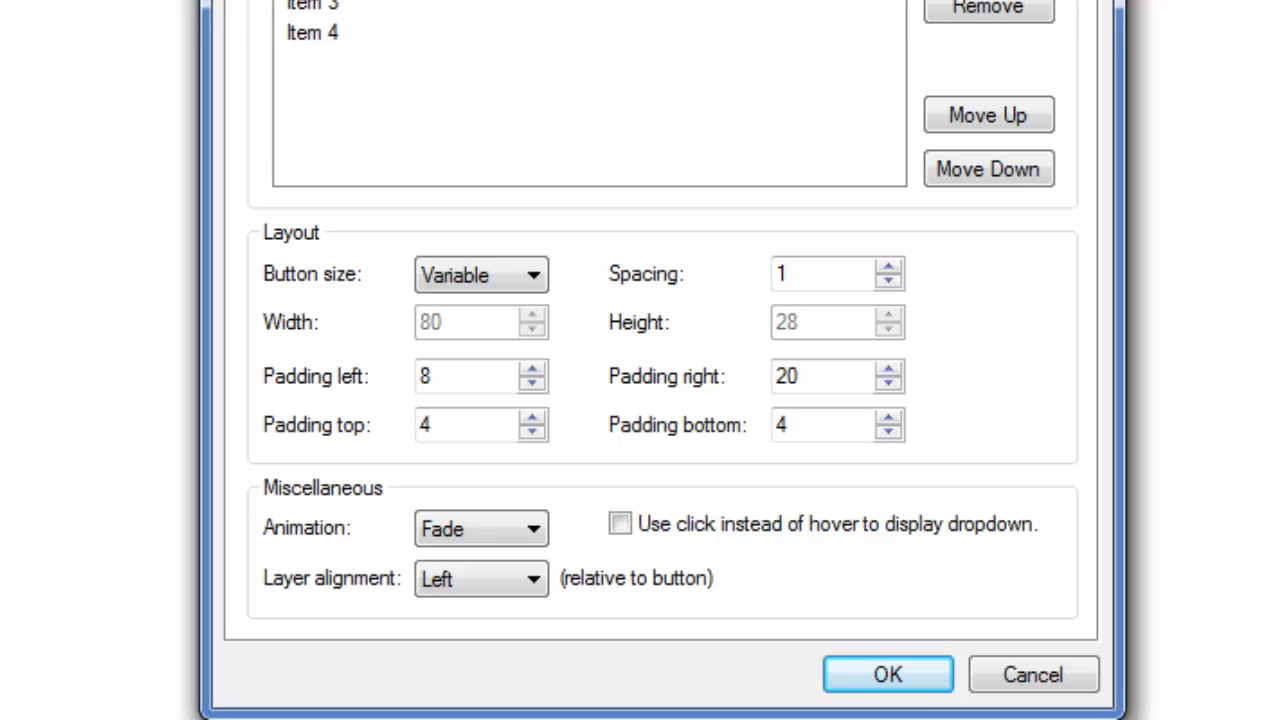 Item 3
Remove
Item 4
Move Up
Move Down
Layout
Button size: Variable Spacing: 1
Width: 80 Height: 28
Padding left: 8 Padding right: 20
Padding top: 4 Padding bottom: 4
Miscellaneous
Animation: Fade Use click instead of hover to display dropdown.
Layer alignment: Left (relative to button)
OK Cancel